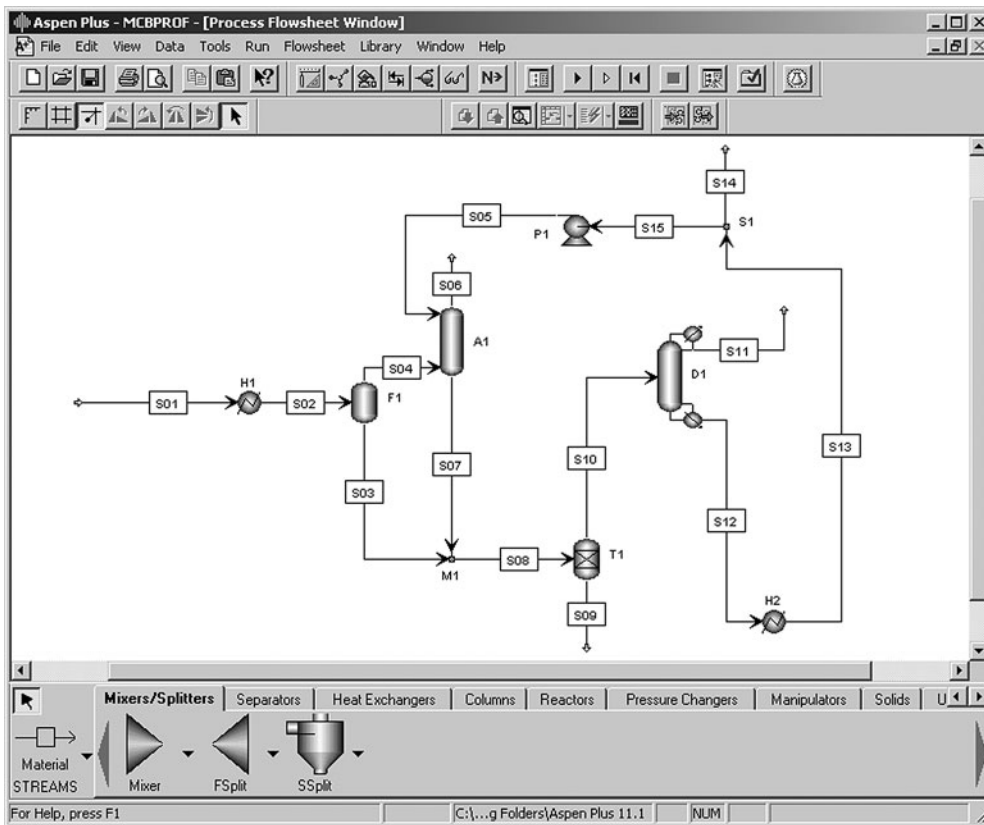 Aspen Plus - MCBPROF - [Process Flowsheet Window]
File Edit View Data Tools Run Flowsheet Library Window Help
N>
S14
S05
P1
S15
S1
S06
A1
S04
S11
D1
H1
F1
S01
S02
S13
S07
S10
S03
S12
S08
T1
M1
H2
S09
Mixers/Splitters Separators Heat Exchangers Columns Reactors Pressure Changers Manipulators Solids U
Material
STREAMS
Mixer FSplit SSplit
For Help, press F1 C:\...g Folders\Aspen Plus 11.1 NUM